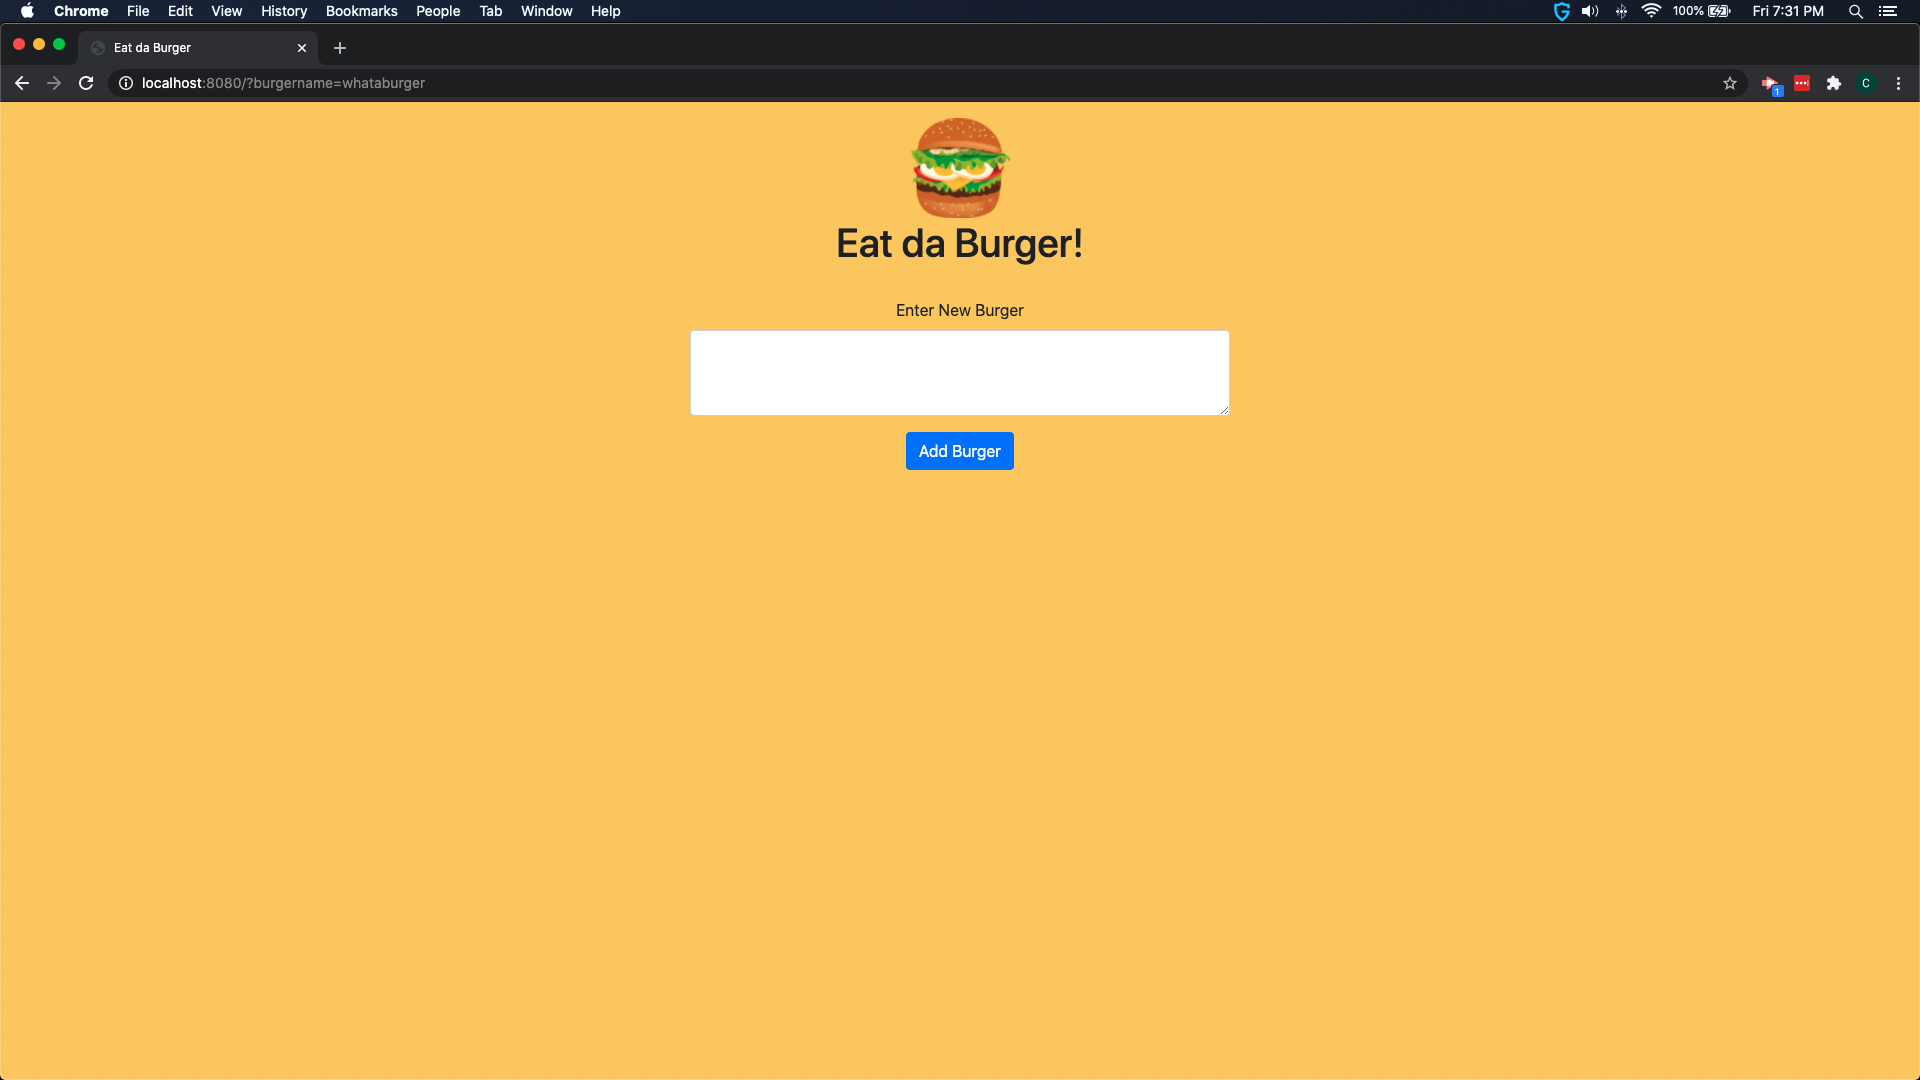 Chrome File Edit View History Bookmarks People Tab Window Help 100% Fri 7:31 PM
Eat da Burger
localhost:8080/?burgername=whataburger 1 C
Eat da Burger!
Enter New Burger
Add Burger